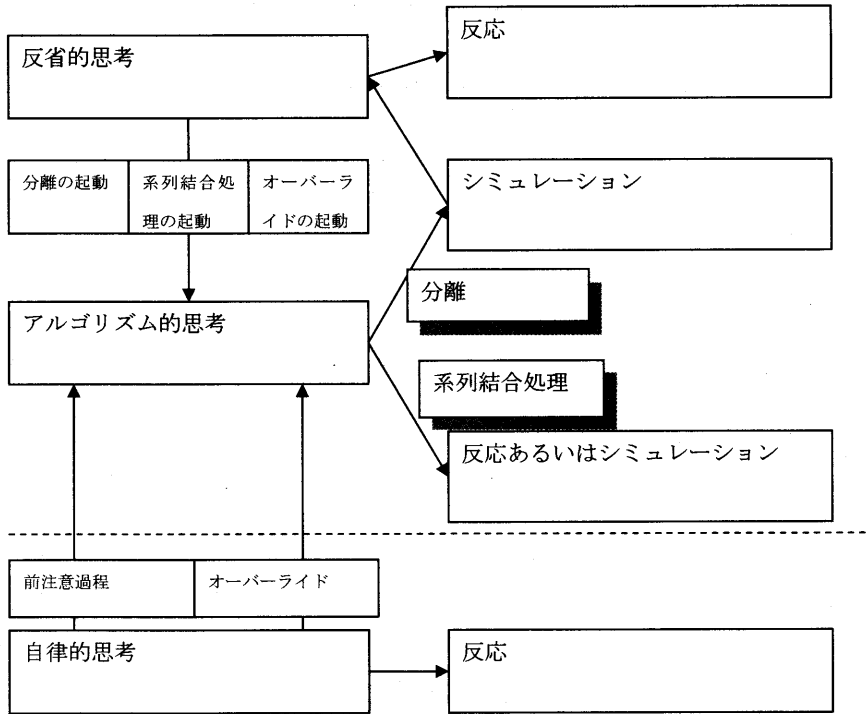 反省的思考
反応
分離の起動
系列結合処
理の起動
オーバーラ
イドの起動
シミュレーション
分離
アルゴリズム的思考
系列結合処理
反応あるいはシミュレーション
前注意過程
オーバーライド
自律的思考
反応